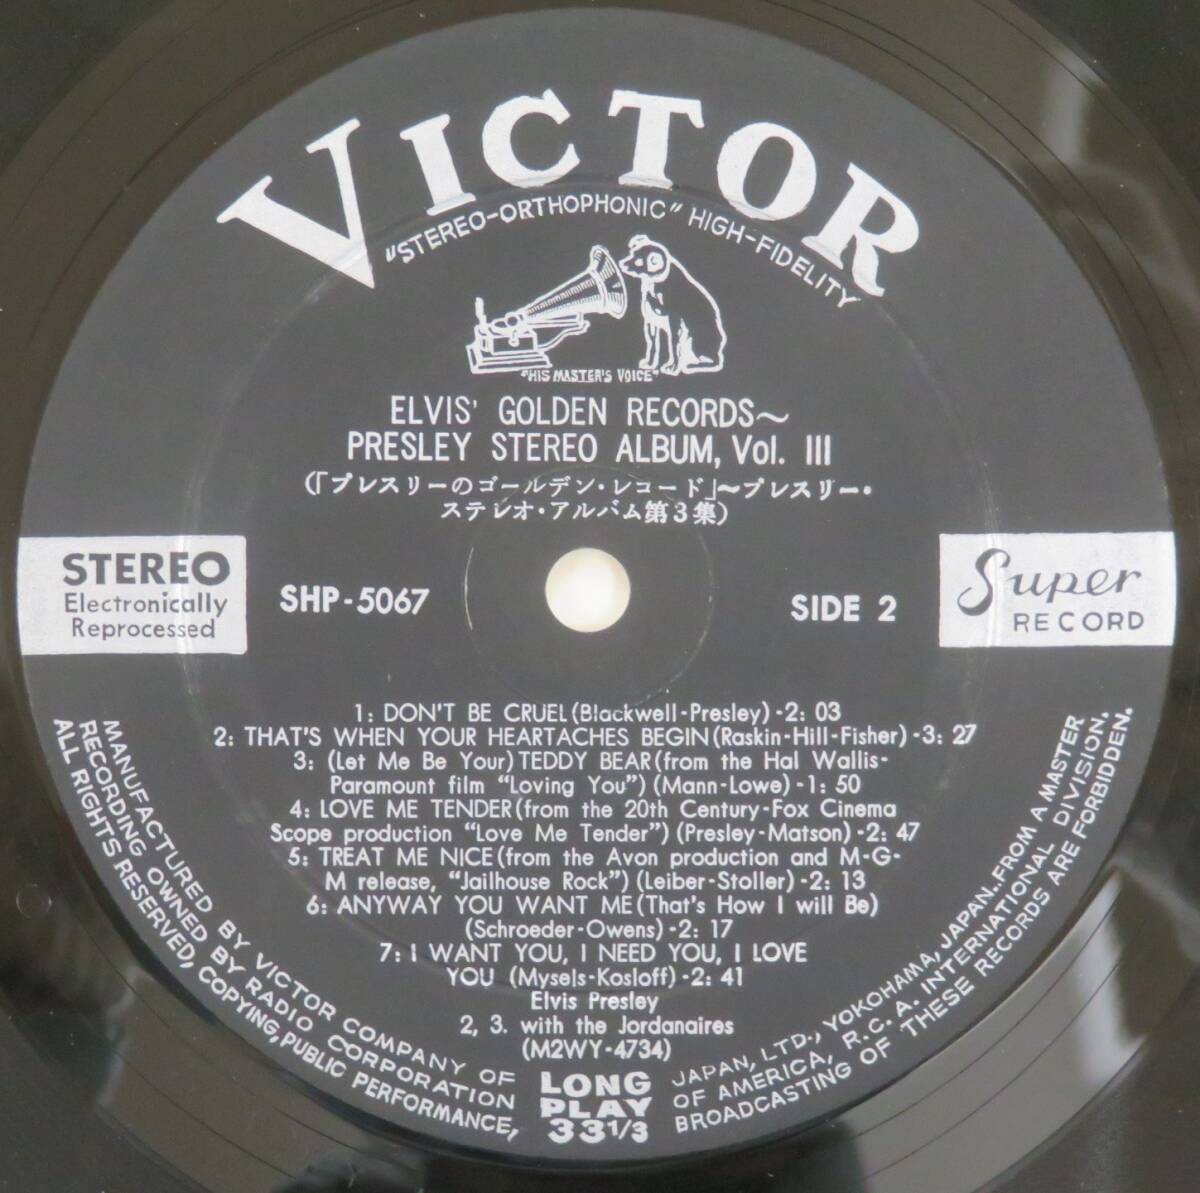 VICTOR
"STEREO-ORTHOPHONIC" HIGH-FIDELITY
"HIS MASTER'S VOICE"
ELVIS' GOLDEN RECORDS~
PRESLEY STEREO ALBUM, Vol. III
(「プレスリーのゴールデン・レコード」~プレスリー・
ステレオ・アルバム第3集)
STEREO
Electronically
Reprocessed
SHP-5067
SIDE 2
Super
RECORD
1: DON'T BE CRUEL (Blackwell-Presley) -2: 03
2: THAT'S WHEN YOUR HEARTACHES BEGIN (Raskin-Hill-Fisher) -3: 27
3: (Let Me Be Your) TEDDY BEAR (from the Hal Wallis-
Paramount film "Loving You") (Mann-Lowe) -1: 50
4: LOVE ME TENDER (from the 20th Century-Fox Cinema
Scope production "Love Me Tender") (Presley-Matson) -2: 47
5: TREAT ME NICE (from the Avon production and M-G-
M release, "Jailhouse Rock") (Leiber-Stoller) -2: 13
6: ANYWAY YOU WANT ME (That's How I will Be)
(Schroeder-Owens) -2: 17
7: I WANT YOU, I NEED YOU, I LOVE
YOU (Mysels-Kosloff) -2: 41
Elvis Presley
2, 3. with the Jordanaires
(M2WY-4734)
LONG
PLAY
33 1/3
MANUFACTURED BY VICTOR COMPANY OF JAPAN, LTD., YOKOHAMA, JAPAN..FROM A MASTER
RECORDING OWNED BY RADIO CORPORATION OF AMERICA, R.C.A. INTERNATIONAL DIVISION.
ALL RIGHTS RESERVED, COPYING, PUBLIC PERFORMANCE, BROADCASTING OF THESE RECORDS ARE FORBIDDEN.